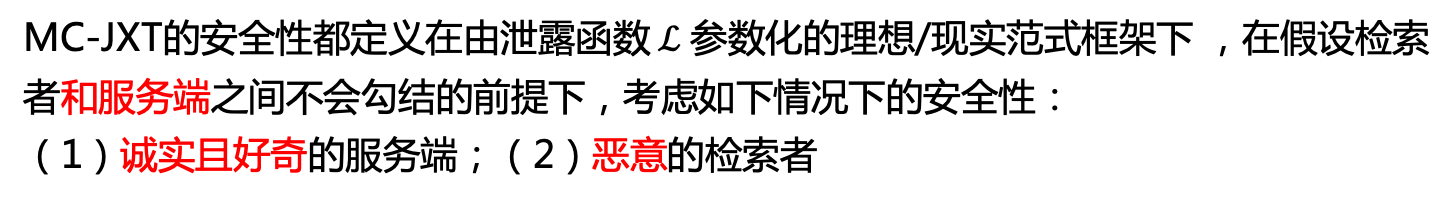 MC-JXT的安全性都定义在由泄露函数 ℒ 参数化的理想/现实范式框架下 ，在假设检索
者和服务端之间不会勾结的前提下，考虑如下情况下的安全性：
（1）诚实且好奇的服务端；（2）恶意的检索者